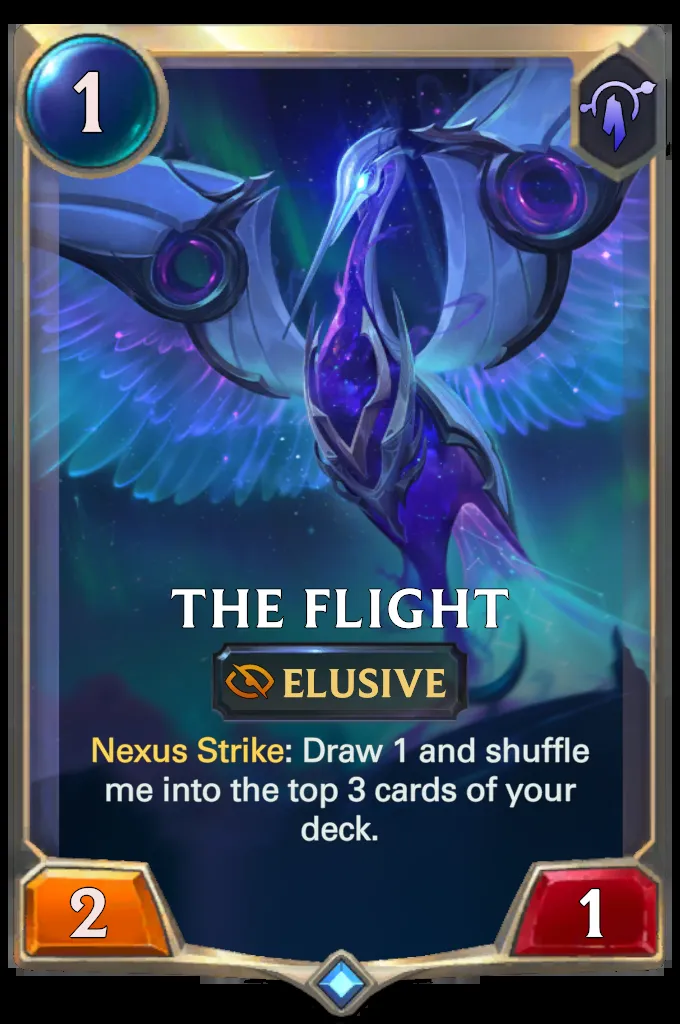 1
THE FLIGHT
ELUSIVE
Nexus Strike: Draw 1 and shuffle
me into the top 3 cards of your
deck.
2
1